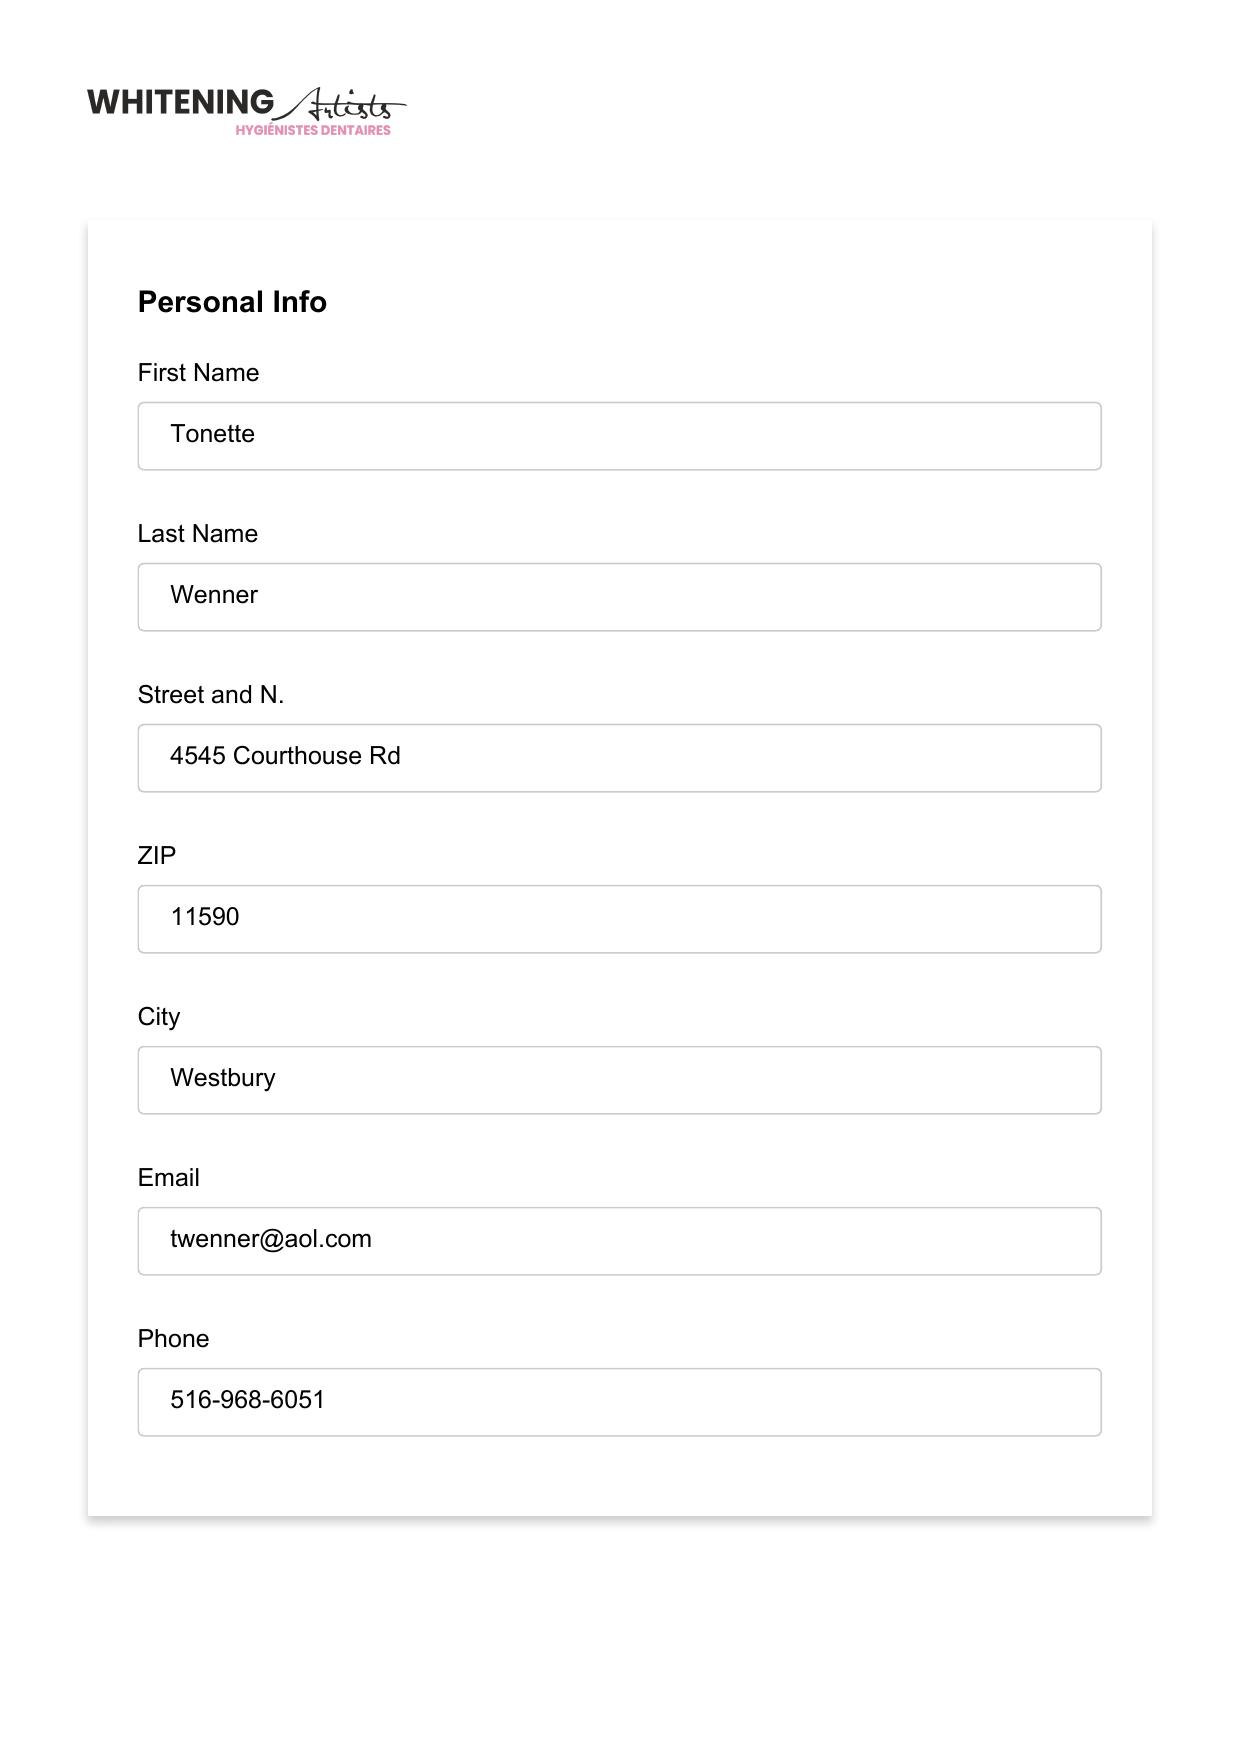 WHITENING Artists
HYGIÉNISTES DENTAIRES
Personal Info
First Name
Tonette
Last Name
Wenner
Street and N.
4545 Courthouse Rd
ZIP
11590
City
Westbury
Email
twenner@aol.com
Phone
516-968-6051